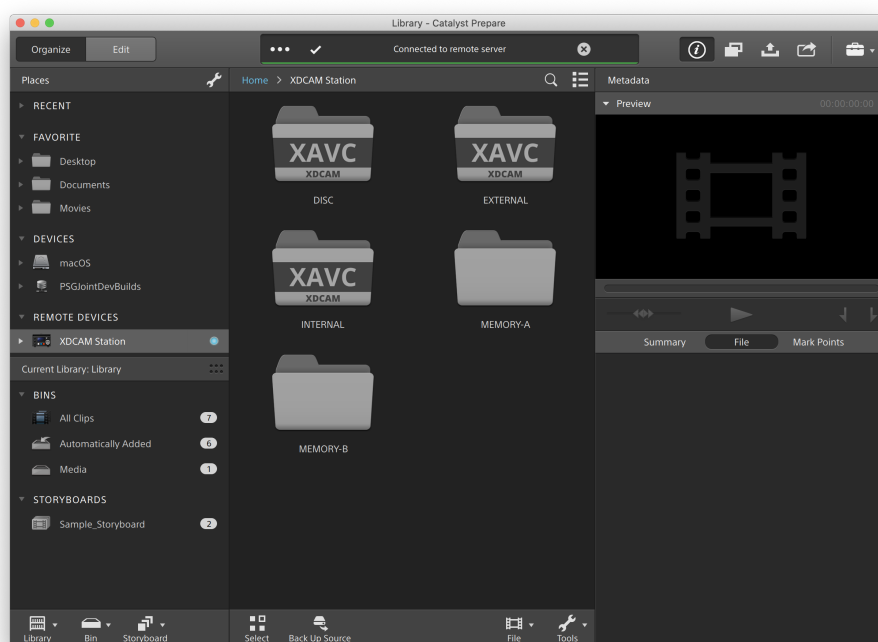 Library - Catalyst Prepare
Organize
Edit
Connected to remote server
Places
Home > XDCAM Station
Metadata
RECENT
FAVORITE
Desktop
Documents
Movies
DEVICES
macOS
PSGJointDevBuilds
REMOTE DEVICES
XDCAM Station
Current Library: Library
BINS
All Clips 7
Automatically Added 6
Media 1
STORYBOARDS
Sample_Storyboard 2
XAVC
XDCAM
DISC
XAVC
XDCAM
EXTERNAL
XAVC
XDCAM
INTERNAL
MEMORY-A
MEMORY-B
Preview
00:00:00:00
Summary
File
Mark Points
Library
Bin
Storyboard
Select
Back Up Source
File
Tools